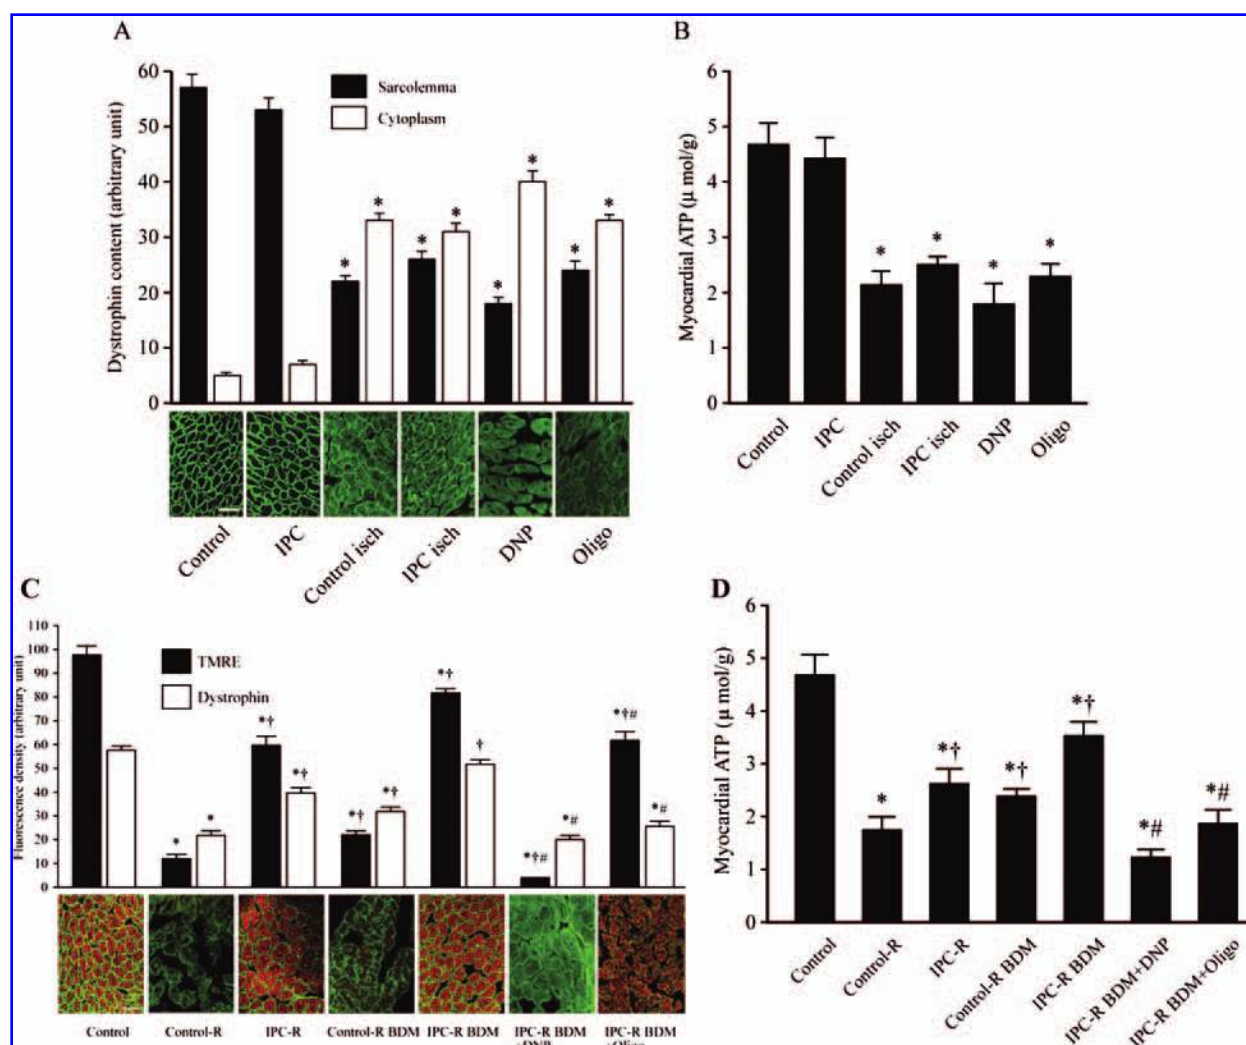 A
Dystrophin content (arbitrary unit)
60
50
40
30
20
10
0
Sarcolemma
Cytoplasm
* * * * * * * *
Control
IPC
Control isch
IPC isch
DNP
Oligo
B
Myocardial ATP (μ mol/g)
6
5
4
3
2
1
0
* * * *
Control
IPC
Control isch
IPC isch
DNP
Oligo
C
Fluorescence density (arbitrary unit)
110
100
90
80
70
60
50
40
30
20
10
0
TMRE
Dystrophin
* * *† *† *† *† *† † *†# *# *†# *#
Control
Control-R
IPC-R
Control-R BDM
IPC-R BDM
IPC-R BDM
+DNP
IPC-R BDM
+Oligo
D
Myocardial ATP (μ mol/g)
6
5
4
3
2
1
0
* *† *† *† *# *#
Control
Control-R
IPC-R
Control-R BDM
IPC-R BDM
IPC-R BDM+DNP
IPC-R BDM+Oligo